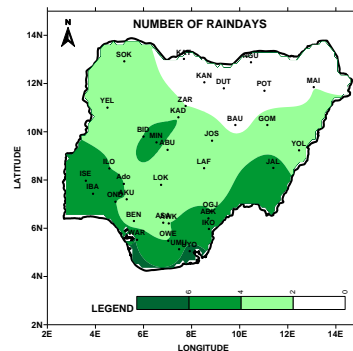 NUMBER OF RAINDAYS
N
14N
12N
10N
8N
6N
4N
2N
LATITUDE
SOK
KAT
NGU
KAN
DUT
POT
MAI
YEL
ZAR
KAD
BAU
GOM
BID
MIN
ABU
JOS
YOL
ILO
LAF
JAL
ISE
Ado
LOK
IBA
OND
AKU
BEN
ASA
AWK
OGJ
ABK
IKO
WAR
OWE
UMU
UYO
LEGEND
6
4
2
0
2E
4E
6E
8E
10E
12E
14E
LONGITUDE